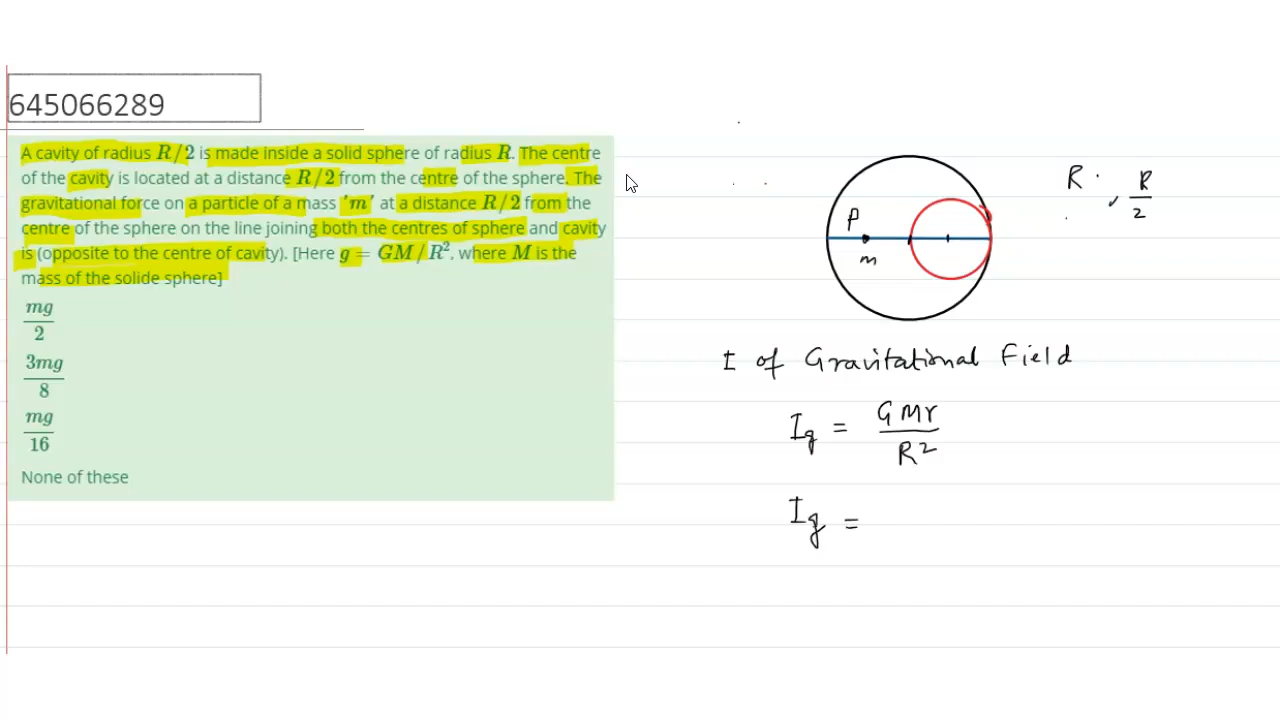 645066289
A cavity of radius R/2 is made inside a solid sphere of radius R. The centre
of the cavity is located at a distance R/2 from the centre of the sphere. The
gravitational force on a particle of a mass 'm' at a distance R/2 from the
centre of the sphere on the line joining both the centres of sphere and cavity
is (opposite to the centre of cavity). [Here g = GM/R², where M is the
mass of the solide sphere]
mg/2
3mg/8
mg/16
None of these
R
R/2
P
m
I of Gravitational Field
Ig = GMr/R²
Ig =